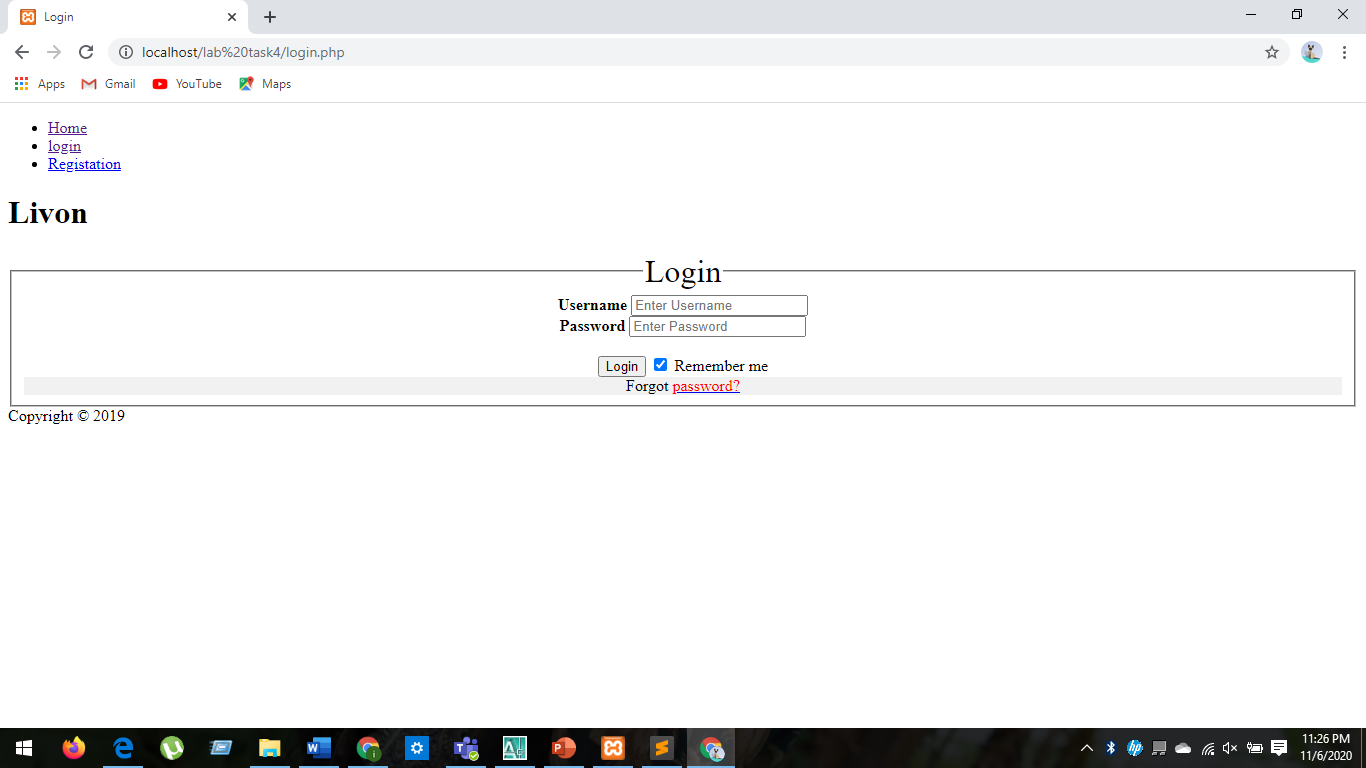 Login
localhost/lab%20task4/login.php
Apps Gmail YouTube Maps
Home
login
Registation
Livon
Login
Username Enter Username
Password Enter Password
Login Remember me
Forgot password?
Copyright © 2019
11:26 PM
11/6/2020